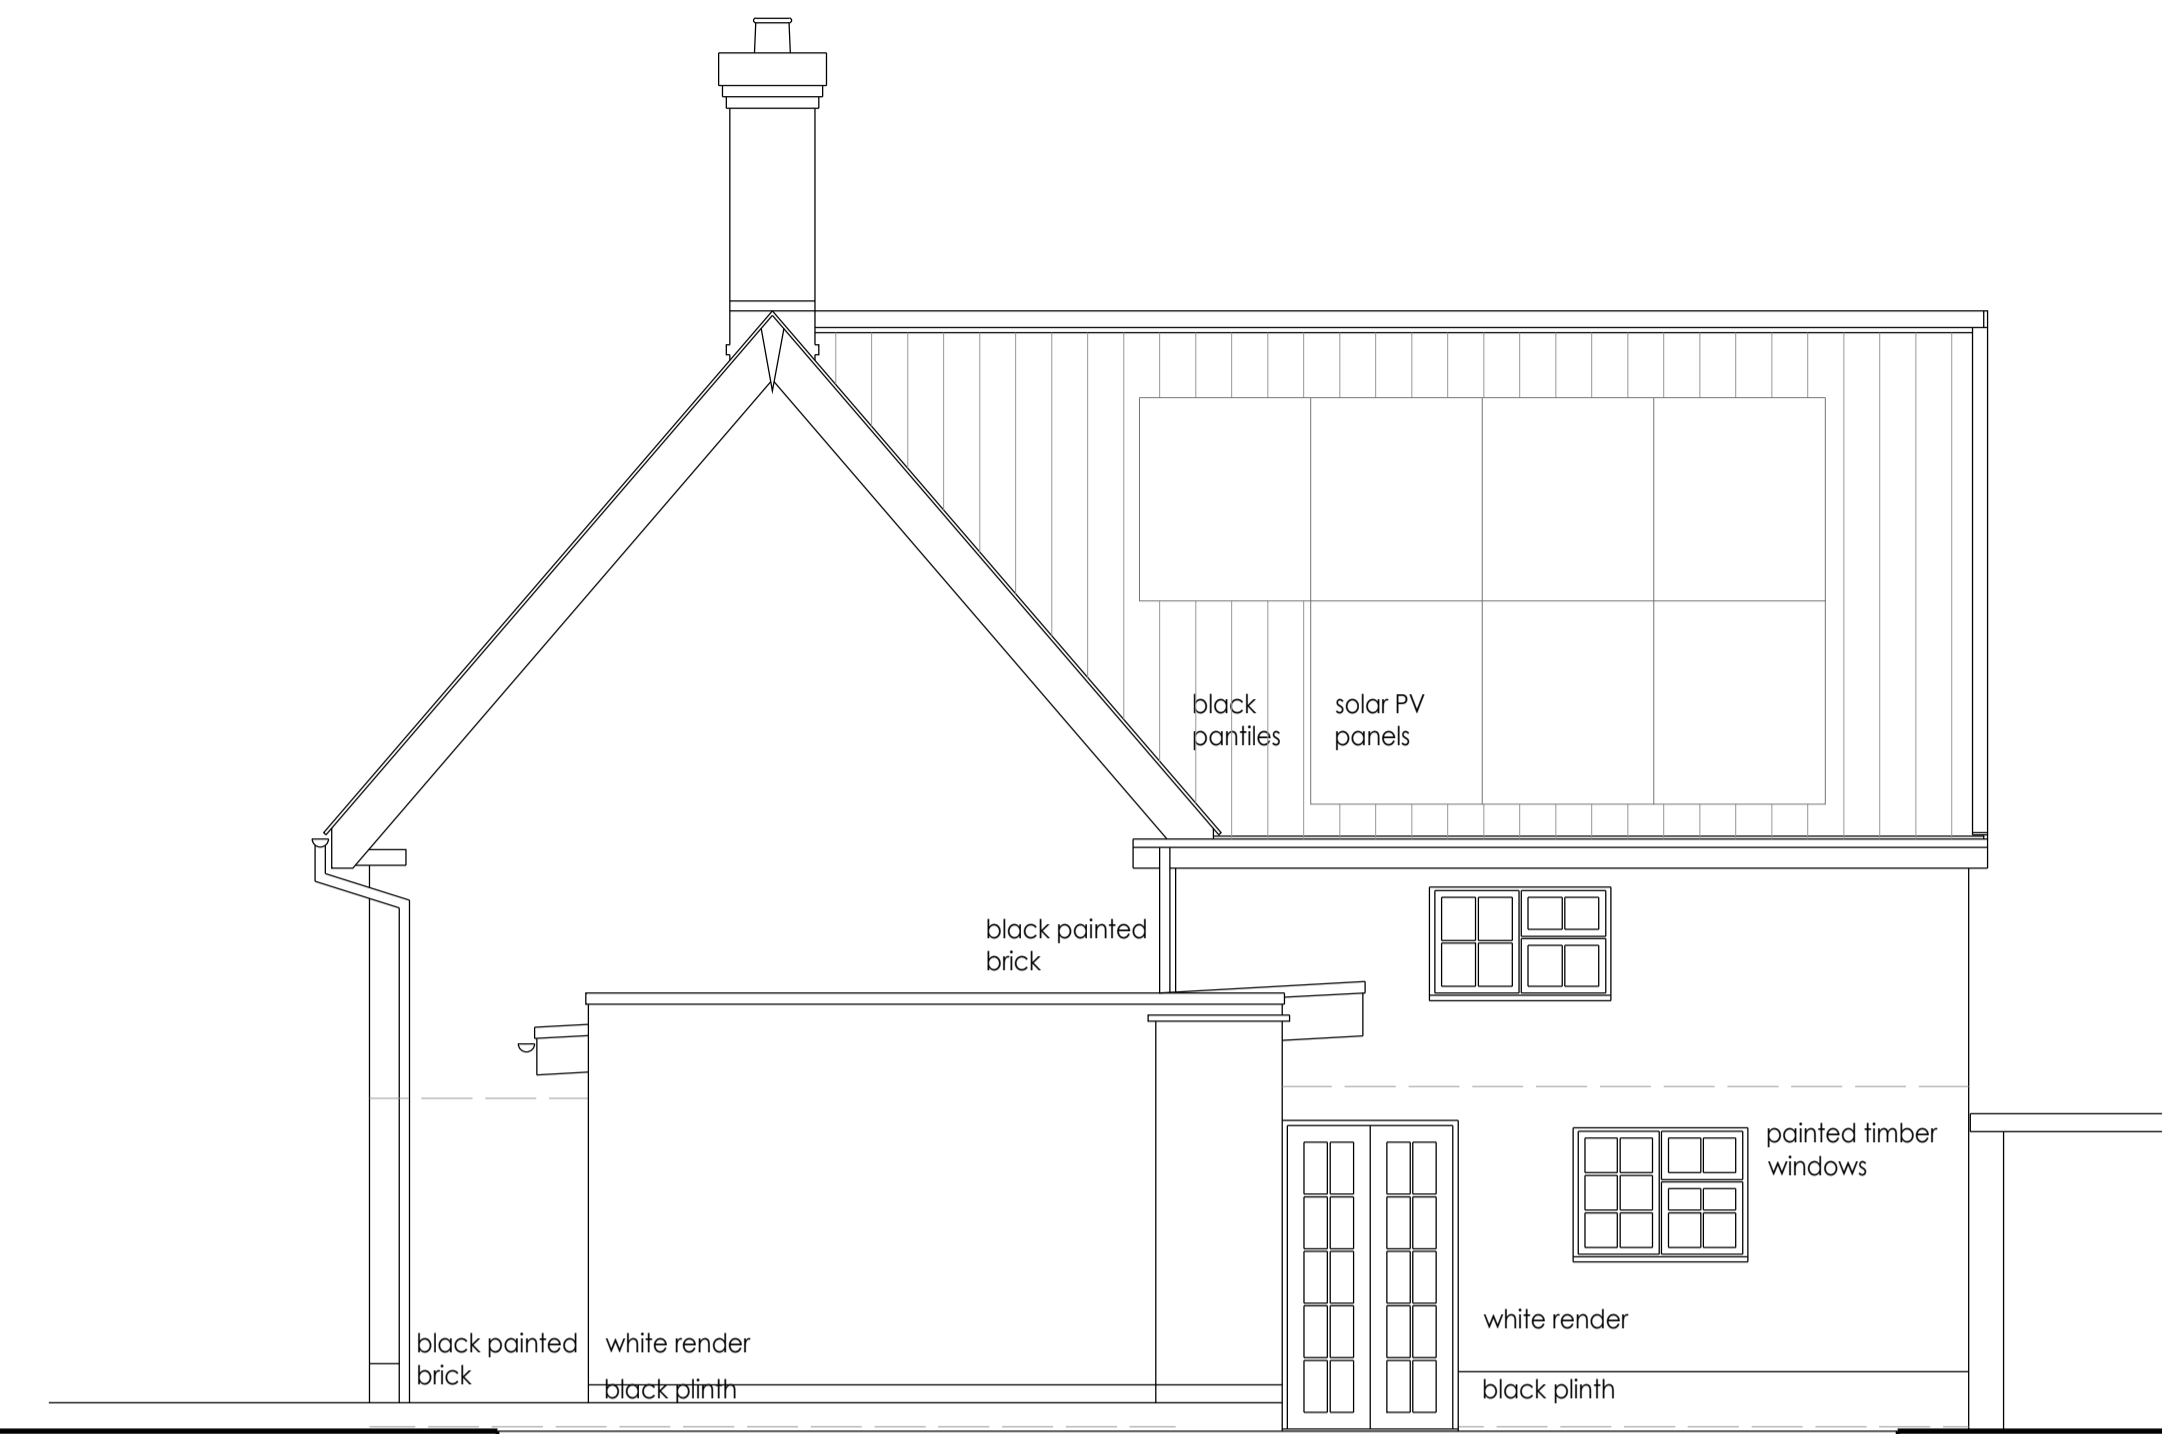 black
pantiles
solar PV
panels
black painted
brick
painted timber
windows
white render
black plinth
black painted
brick
white render
black plinth